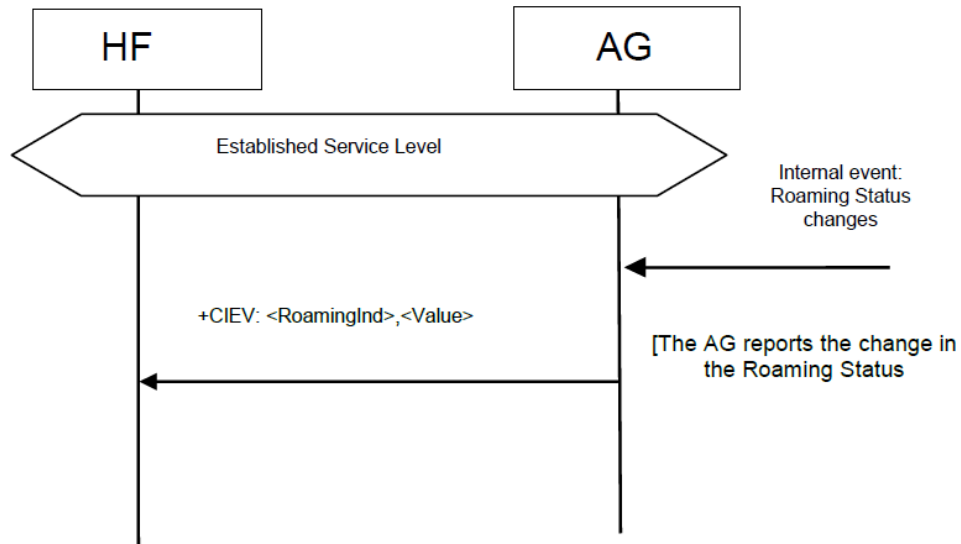 HF
AG
Established Service Level
Internal event:
Roaming Status
changes
+CIEV: <RoamingInd>,<Value>
[The AG reports the change in
the Roaming Status